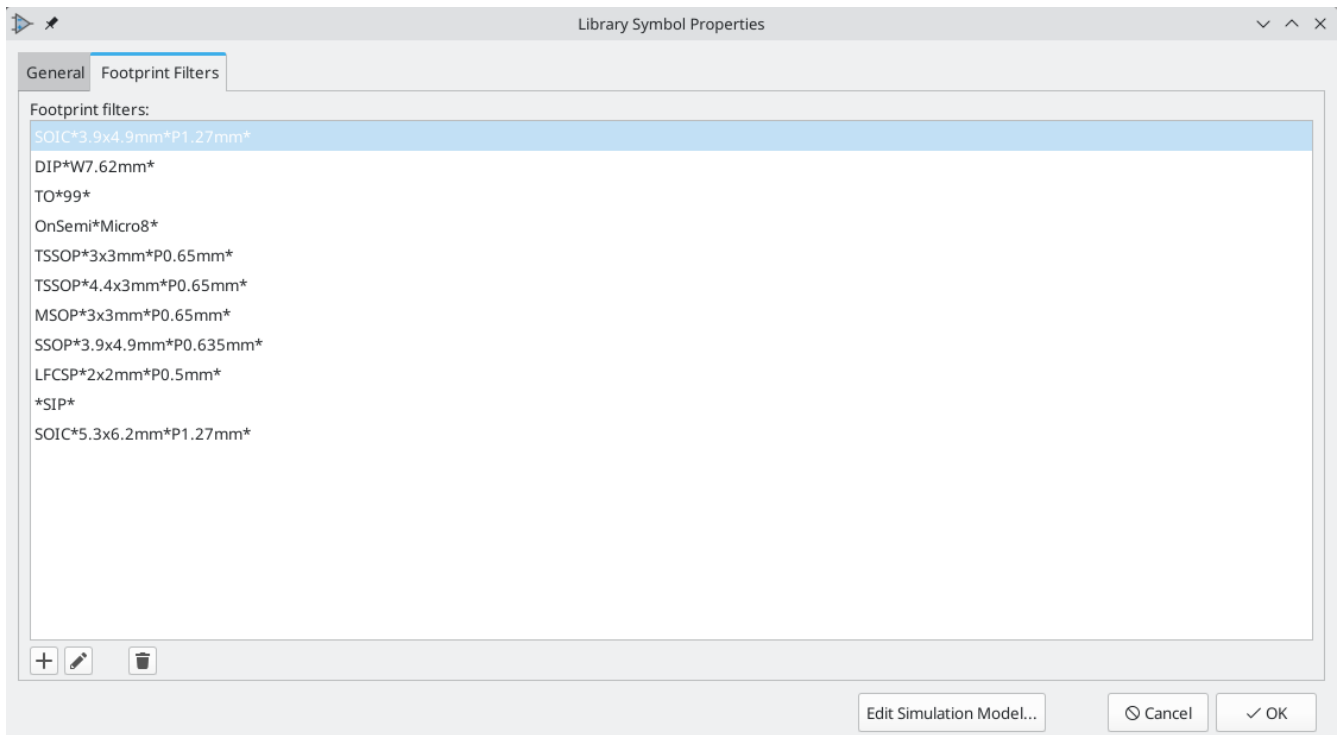 Library Symbol Properties
General Footprint Filters
Footprint filters:
SOIC*3.9x4.9mm*P1.27mm*
DIP*W7.62mm*
TO*99*
OnSemi*Micro8*
TSSOP*3x3mm*P0.65mm*
TSSOP*4.4x3mm*P0.65mm*
MSOP*3x3mm*P0.65mm*
SSOP*3.9x4.9mm*P0.635mm*
LFCSP*2x2mm*P0.5mm*
*SIP*
SOIC*5.3x6.2mm*P1.27mm*
Edit Simulation Model... Cancel OK